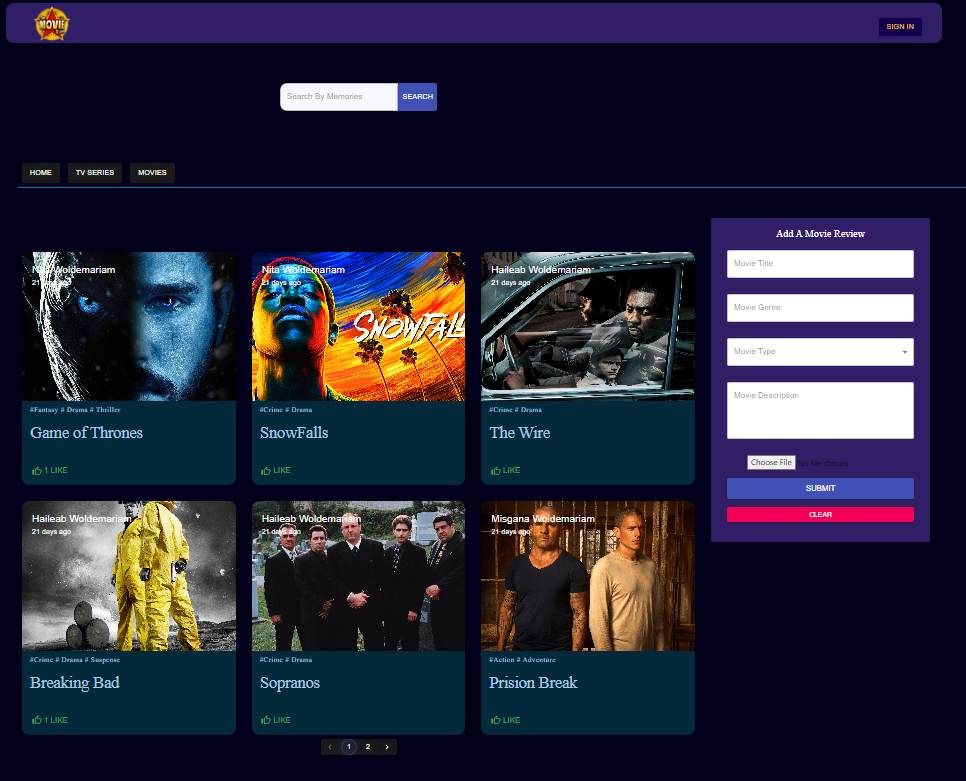 MOVIE
SIGN IN
Search By Memories
SEARCH
HOME
TV SERIES
MOVIES
Nita Woldemariam
21 days ago
#Fantasy # Drama # Thriller
Game of Thrones
1 LIKE
Nita Woldemariam
21 days ago
SNOWFALL
#Crime # Drama
SnowFalls
LIKE
Haileab Woldemariam
21 days ago
#Crime # Drama
The Wire
LIKE
Haileab Woldemariam
21 days ago
#Crime # Drama # Suspense
Breaking Bad
1 LIKE
Haileab Woldemariam
21 days ago
#Crime # Drama
Sopranos
LIKE
Misgana Woldemariam
21 days ago
#Action # Adventure
Prision Break
LIKE
‹ 1 2 ›
Add A Movie Review
Movie Title
Movie Genre
Movie Type
Movie Description
Choose File No file chosen
SUBMIT
CLEAR